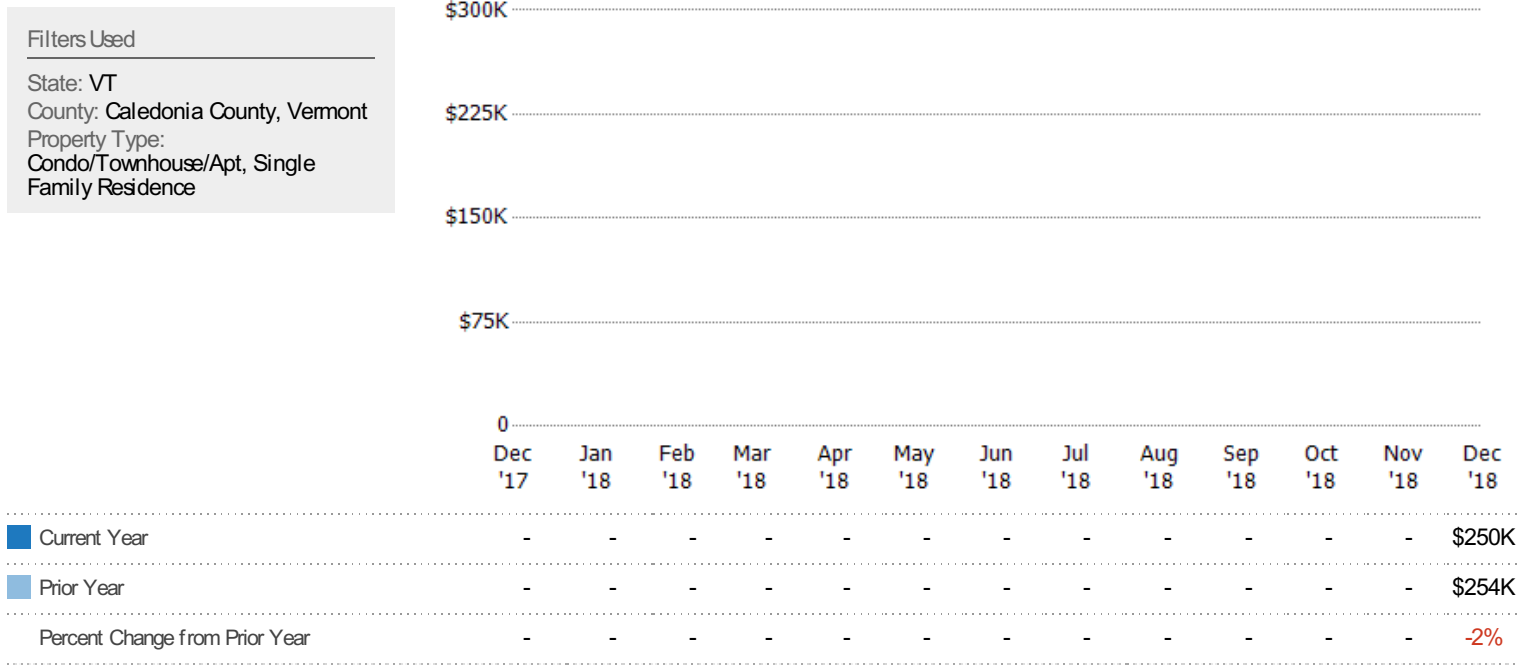 Filters Used
State: VT
County: Caledonia County, Vermont
Property Type:
Condo/Townhouse/Apt, Single
Family Residence
$300K
$225K
$150K
$75K
0
Dec Jan Feb Mar Apr May Jun Jul Aug Sep Oct Nov Dec
'17 '18 '18 '18 '18 '18 '18 '18 '18 '18 '18 '18 '18
Current Year - - - - - - - - - - - - $250K
Prior Year - - - - - - - - - - - - $254K
Percent Change from Prior Year - - - - - - - - - - - - -2%